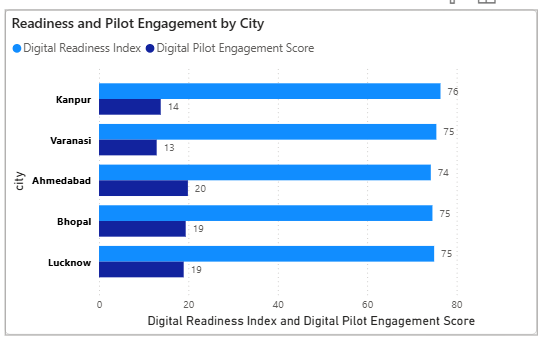 Readiness and Pilot Engagement by City
Digital Readiness Index Digital Pilot Engagement Score
city
Kanpur 76
14
Varanasi 75
13
Ahmedabad 74
20
Bhopal 75
19
Lucknow 75
19
0 20 40 60 80
Digital Readiness Index and Digital Pilot Engagement Score